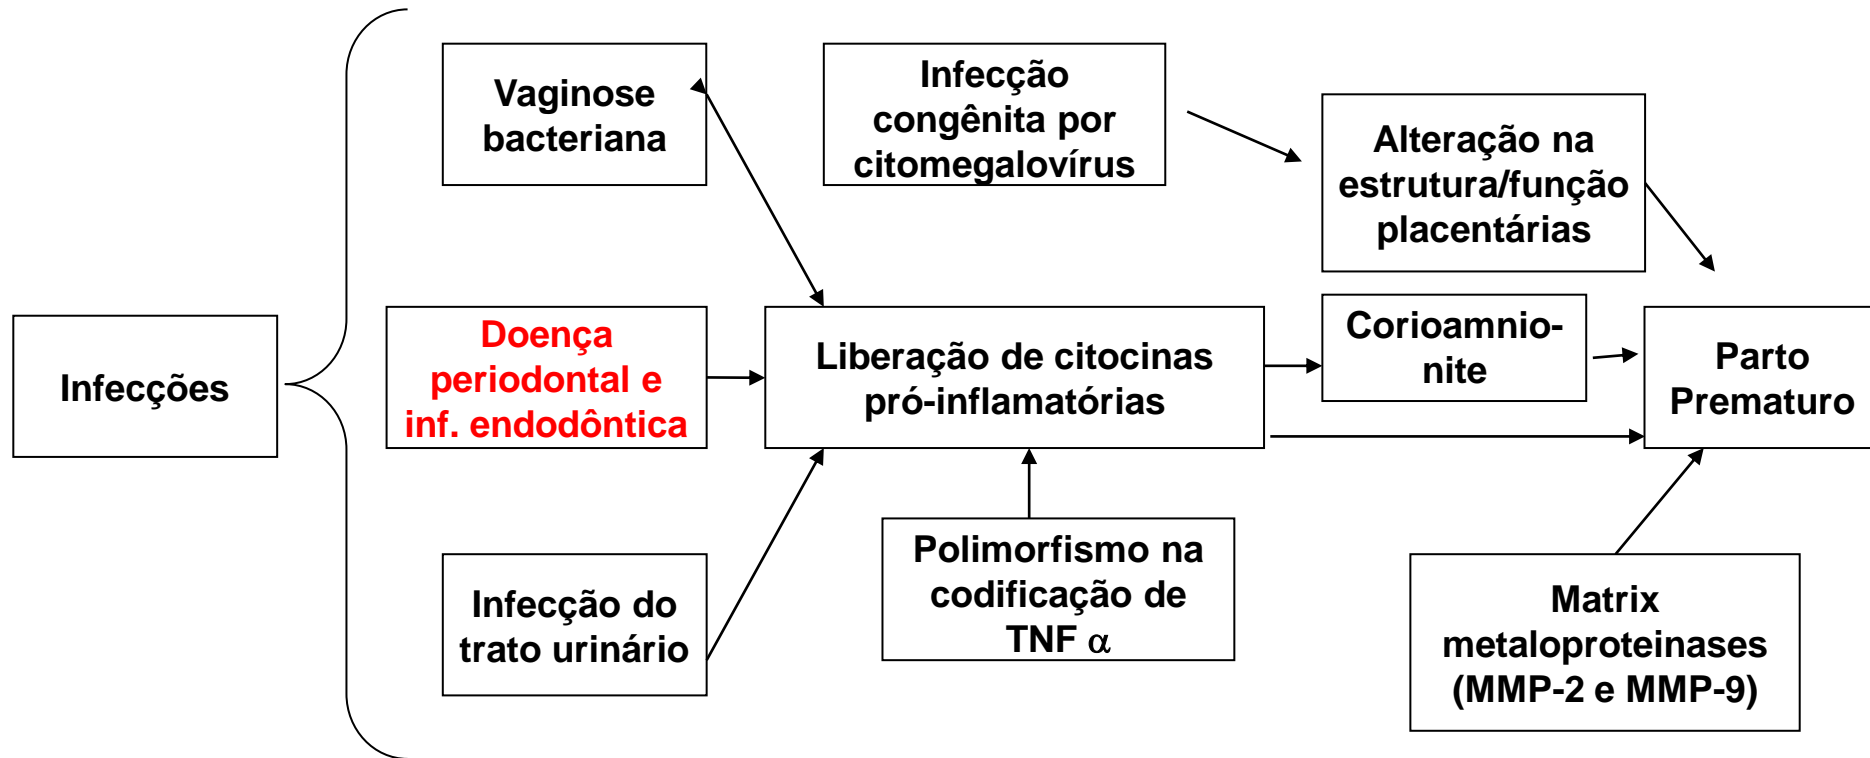 Infecções
Vaginose
bacteriana
Doença
periodontal e
inf. endodôntica
Infecção do
trato urinário
Infecção
congênita por
citomegalovírus
Liberação de citocinas
pró-inflamatórias
Polimorfismo na
codificação de
TNF α
Alteração na
estrutura/função
placentárias
Corioamnio-
nite
Parto
Prematuro
Matrix
metaloproteinases
(MMP-2 e MMP-9)